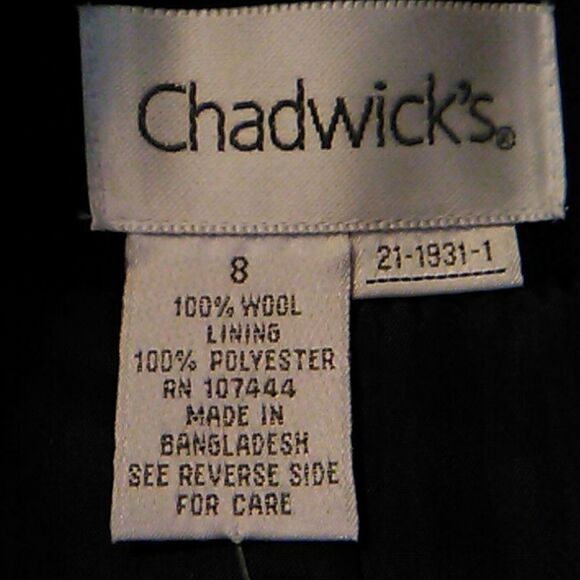 Chadwick's®
21-1931-1
8
100% WOOL
LINING
100% POLYESTER
RN 107444
MADE IN
BANGLADESH
SEE REVERSE SIDE
FOR CARE